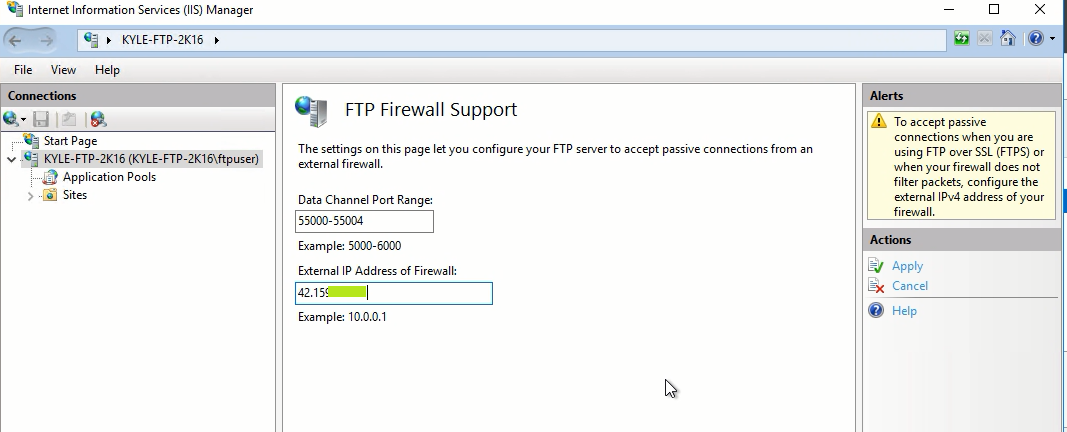 Internet Information Services (IIS) Manager
KYLE-FTP-2K16
File View Help
Connections
Start Page
KYLE-FTP-2K16 (KYLE-FTP-2K16\ftpuser)
Application Pools
Sites
FTP Firewall Support
The settings on this page let you configure your FTP server to accept passive connections from an
external firewall.
Data Channel Port Range:
55000-55004
Example: 5000-6000
External IP Address of Firewall:
42.159
Example: 10.0.0.1
Alerts
To accept passive
connections when you are
using FTP over SSL (FTPS) or
when your firewall does not
filter packets, configure the
external IPv4 address of your
firewall.
Actions
Apply
Cancel
Help